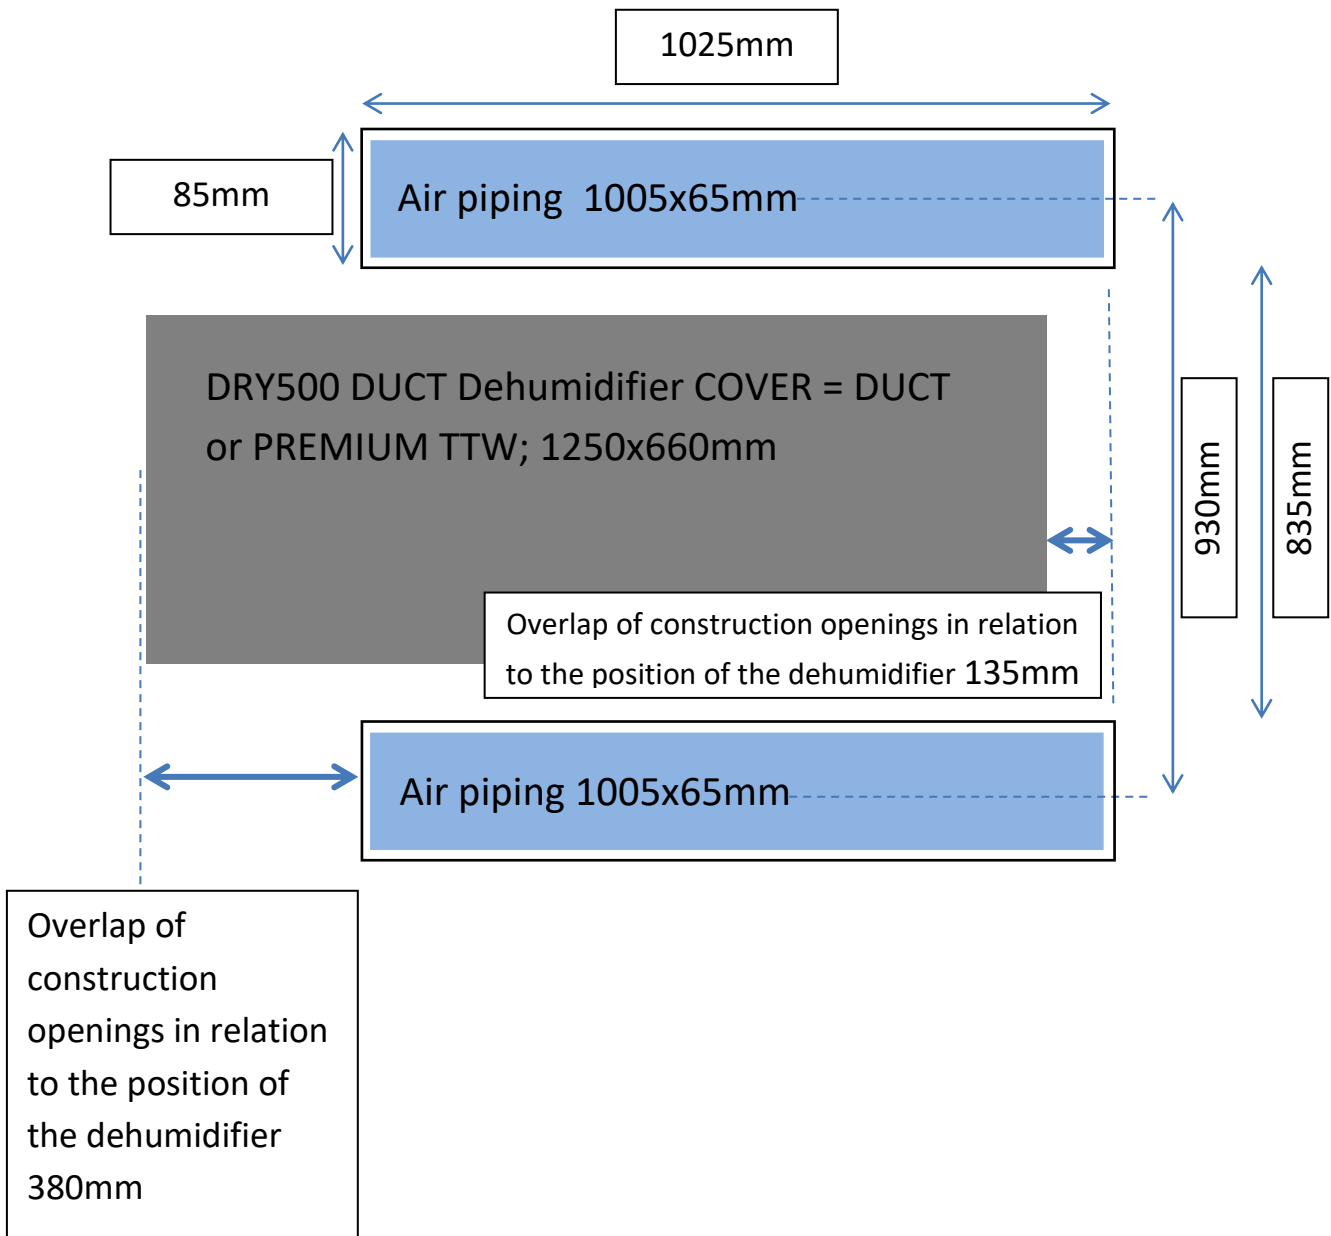 1025mm
85mm
Air piping  1005x65mm
DRY500 DUCT Dehumidifier COVER = DUCT
or PREMIUM TTW; 1250x660mm
930mm
835mm
Overlap of construction openings in relation
to the position of the dehumidifier 135mm
Air piping 1005x65mm
Overlap of
construction
openings in relation
to the position of
the dehumidifier
380mm